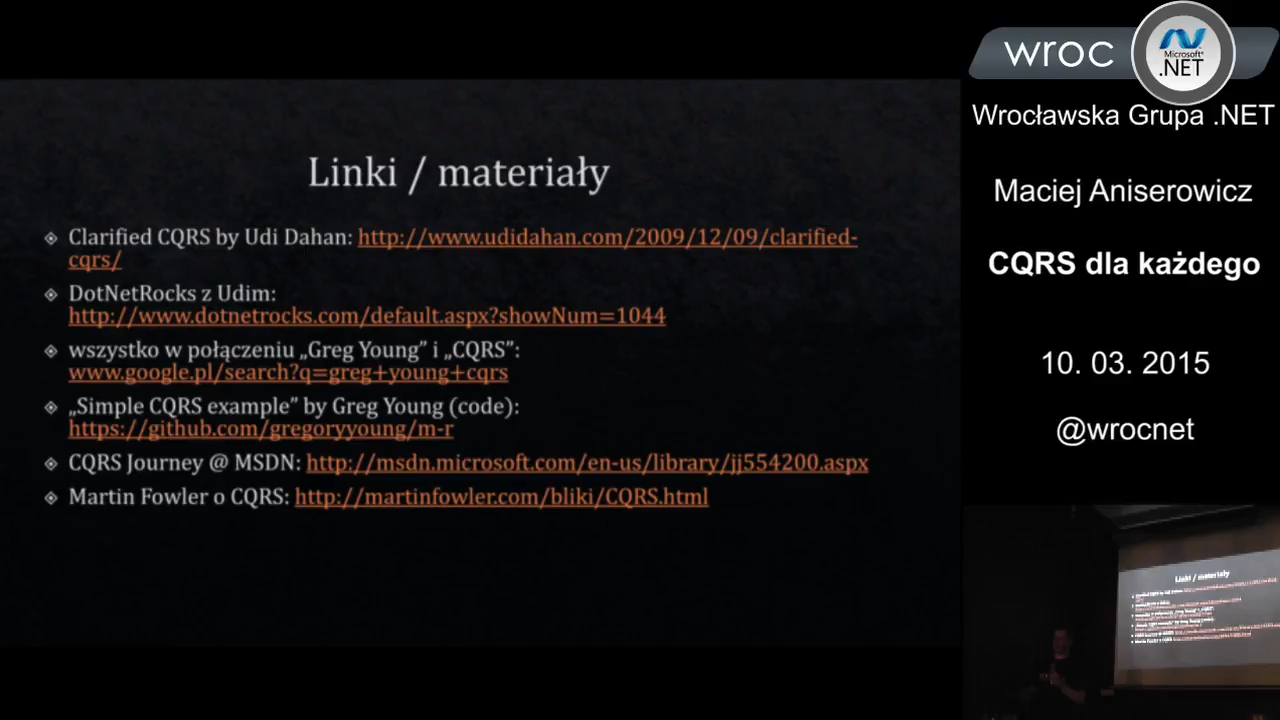 Linki / materiały
Clarified CQRS by Udi Dahan: http://www.udidahan.com/2009/12/09/clarified-
cqrs/
DotNetRocks z Udim:
http://www.dotnetrocks.com/default.aspx?showNum=1044
wszystko w połączeniu „Greg Young” i „CQRS”:
www.google.pl/search?q=greg+young+cqrs
„Simple CQRS example” by Greg Young (code):
https://github.com/gregoryyoung/m-r
CQRS Journey @ MSDN: http://msdn.microsoft.com/en-us/library/jj554200.aspx
Martin Fowler o CQRS: http://martinfowler.com/bliki/CQRS.html
wroc
Microsoft®
.NET
Wrocławska Grupa .NET
Maciej Aniserowicz
CQRS dla każdego
10. 03. 2015
@wrocnet
Linki / materiały